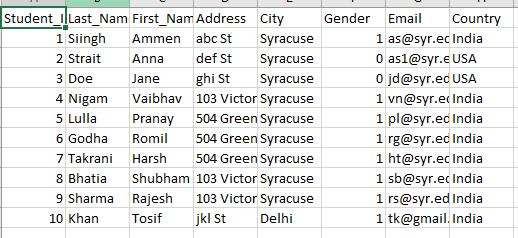 Student_I Last_Nam First_Nam Address City Gender Email Country
1 Siingh Ammen abc St Syracuse 1 as@syr.ed India
2 Strait Anna def St Syracuse 0 as1@syr.e USA
3 Doe Jane ghi St Syracuse 0 jd@syr.ed USA
4 Nigam Vaibhav 103 Victor Syracuse 1 vn@syr.ed India
5 Lulla Pranay 504 Green Syracuse 1 pl@syr.ed India
6 Godha Romil 504 Green Syracuse 1 rg@syr.ed India
7 Takrani Harsh 504 Green Syracuse 1 ht@syr.ed India
8 Bhatia Shubham 103 Victor Syracuse 1 sb@syr.ed India
9 Sharma Rajesh 103 Victor Syracuse 1 rs@syr.ed India
10 Khan Tosif jkl St Delhi 1 tk@gmail. India